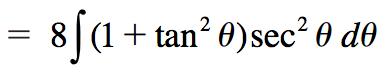 = 8∫(1 + tan² θ)sec² θ dθ